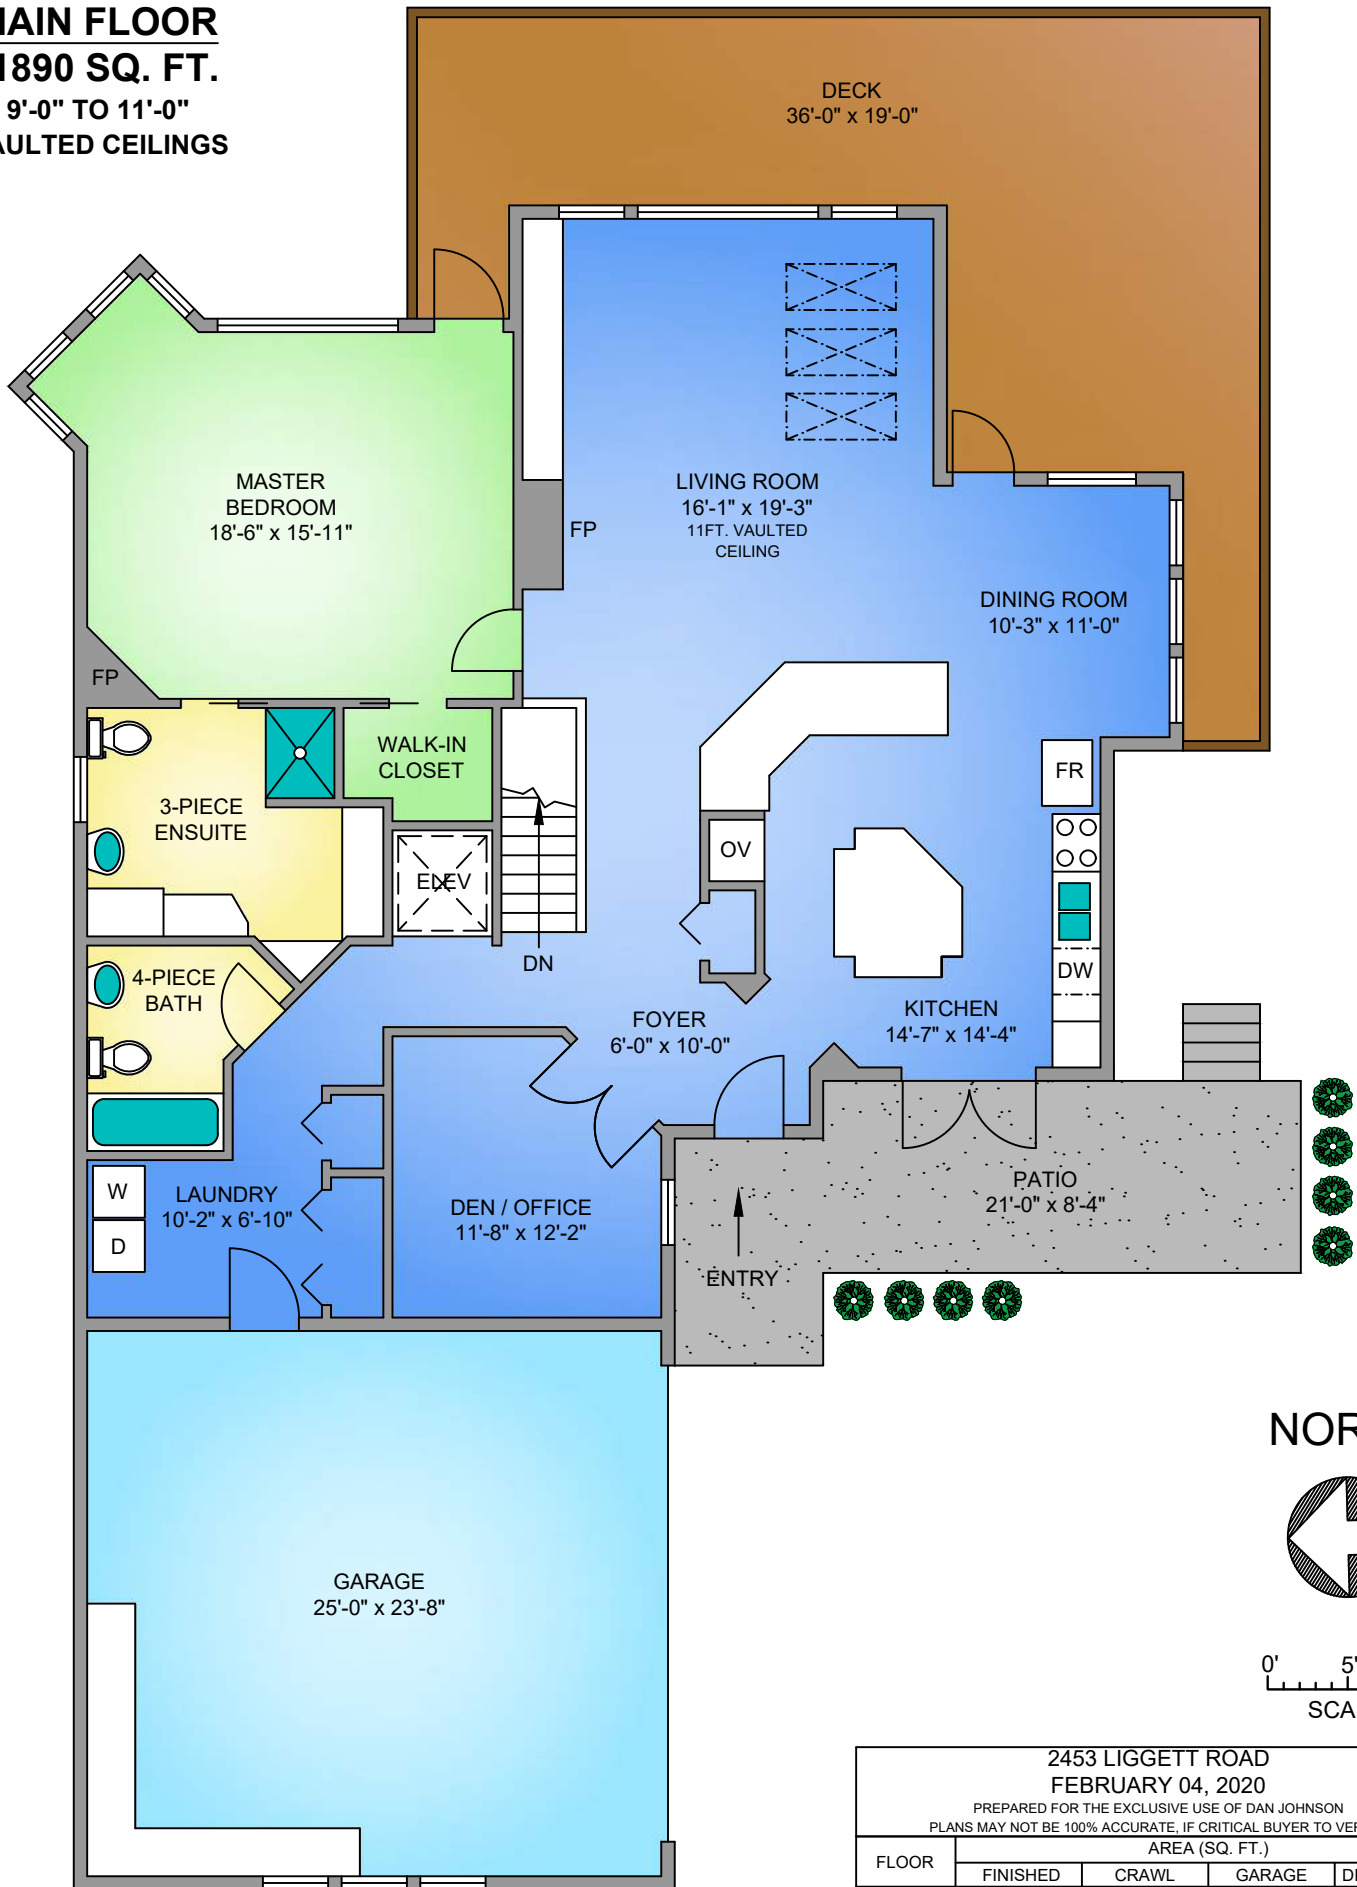 MAIN FLOOR
1890 SQ. FT.
9'-0" TO 11'-0"
VAULTED CEILINGS
DECK
36'-0" x 19'-0"
MASTER
BEDROOM
18'-6" x 15'-11"
LIVING ROOM
16'-1" x 19'-3"
11FT. VAULTED
CEILING
FP
DINING ROOM
10'-3" x 11'-0"
FP
WALK-IN
CLOSET
FR
3-PIECE
ENSUITE
OV
ELEV
DN
DW
4-PIECE
BATH
FOYER
6'-0" x 10'-0"
KITCHEN
14'-7" x 14'-4"
W
D
LAUNDRY
10'-2" x 6'-10"
DEN / OFFICE
11'-8" x 12'-2"
PATIO
21'-0" x 8'-4"
ENTRY
GARAGE
25'-0" x 23'-8"
NOR
0' 5'
SCA
2453 LIGGETT ROAD
FEBRUARY 04, 2020
PREPARED FOR THE EXCLUSIVE USE OF DAN JOHNSON
PLANS MAY NOT BE 100% ACCURATE, IF CRITICAL BUYER TO VER
FLOOR
AREA (SQ. FT.)
FINISHED CRAWL GARAGE